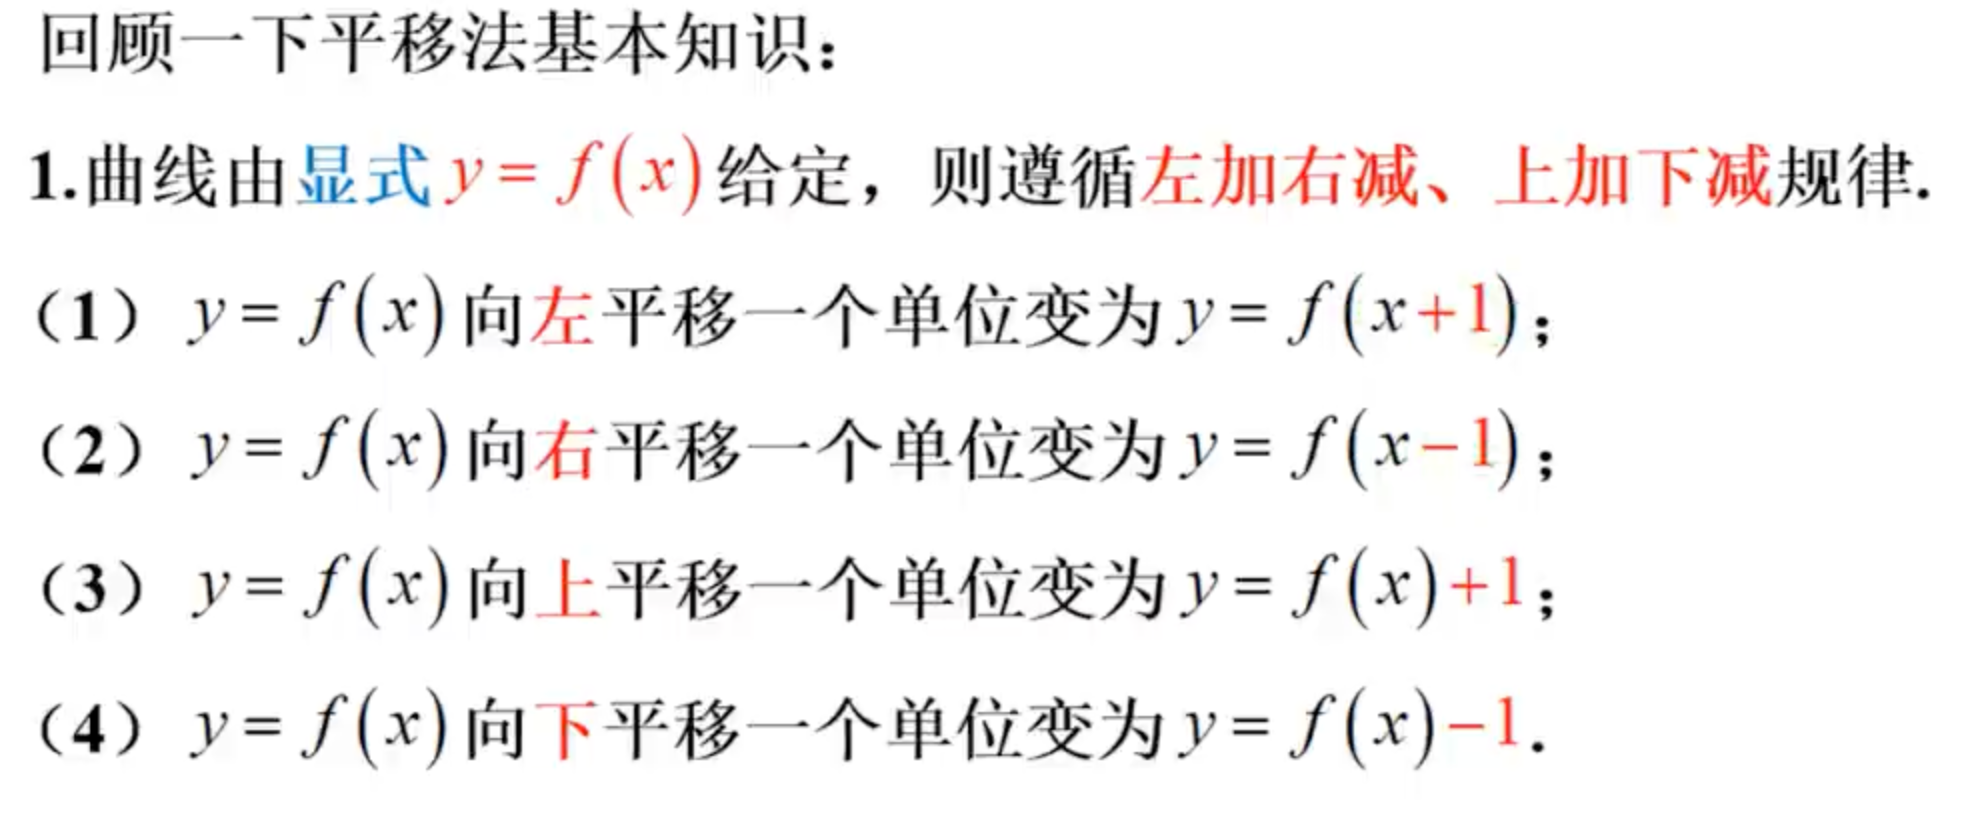 回顾一下平移法基本知识：
1.曲线由显式 y = f(x) 给定，则遵循左加右减、上加下减规律.
（1） y = f(x) 向左平移一个单位变为 y = f(x+1)；
（2） y = f(x) 向右平移一个单位变为 y = f(x−1)；
（3） y = f(x) 向上平移一个单位变为 y = f(x)+1；
（4） y = f(x) 向下平移一个单位变为 y = f(x)−1.